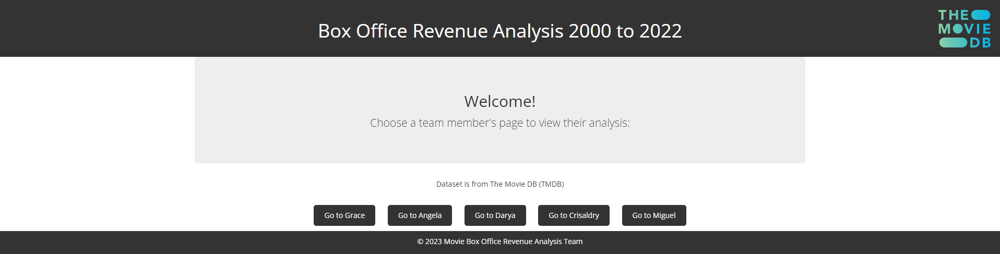 Box Office Revenue Analysis 2000 to 2022
THE
MOVIE
DB
Welcome!
Choose a team member's page to view their analysis:
Dataset is from The Movie DB (TMDB)
Go to Grace
Go to Angela
Go to Darya
Go to Crisaldry
Go to Miguel
© 2023 Movie Box Office Revenue Analysis Team